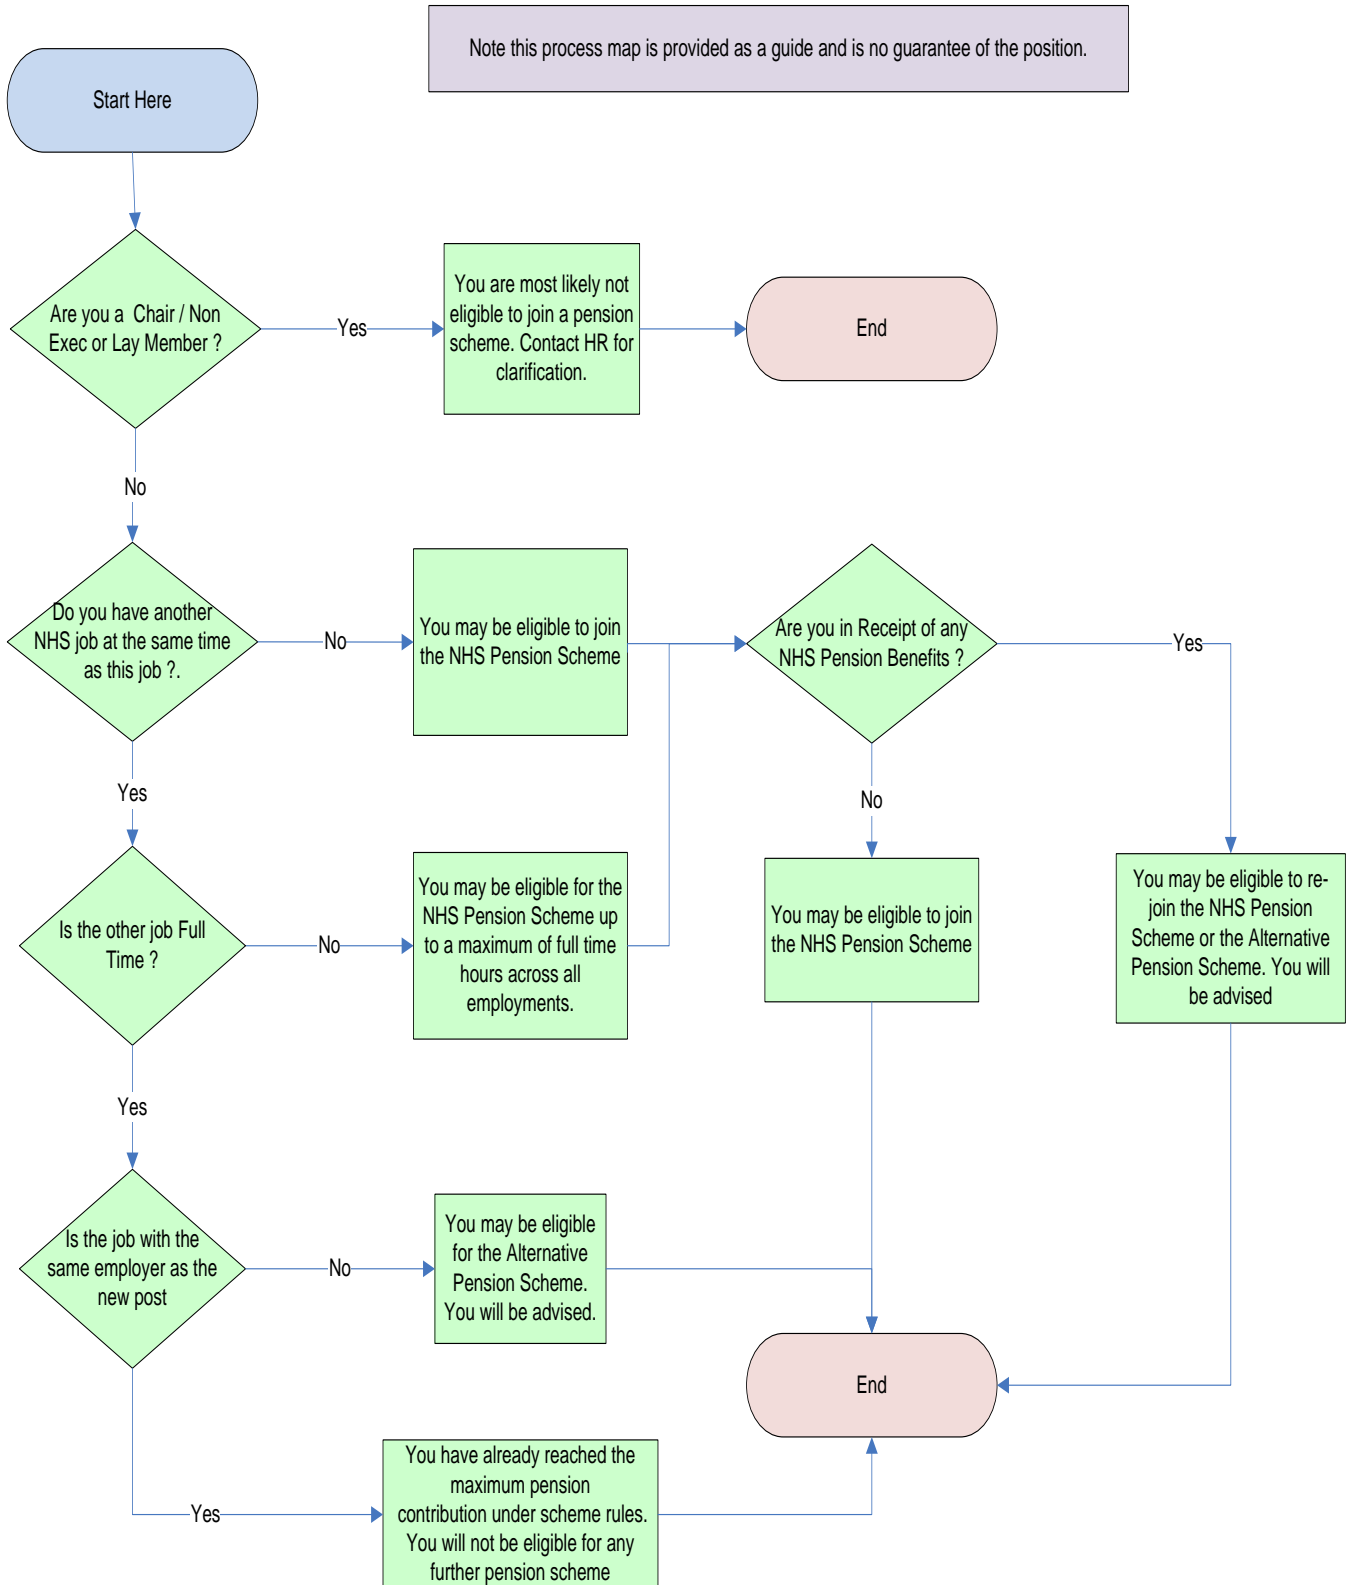 Note this process map is provided as a guide and is no guarantee of the position.
Start Here
Are you a  Chair / Non
Exec or Lay Member ?
Yes
You are most likely not
eligible to join a pension
scheme. Contact HR for
clarification.
End
No
Do you have another
NHS job at the same time
as this job ?.
No
You may be eligible to join
the NHS Pension Scheme
Are you in Receipt of any
NHS Pension Benefits ?
Yes
Yes
No
Is the other job Full
Time ?
No
You may be eligible for the
NHS Pension Scheme up
to a maximum of full time
hours across all
employments.
You may be eligible to join
the NHS Pension Scheme
You may be eligible to re-
join the NHS Pension
Scheme or the Alternative
Pension Scheme. You will
be advised
Yes
Is the job with the
same employer as the
new post
No
You may be eligible
for the Alternative
Pension Scheme.
You will be advised.
End
Yes
You have already reached the
maximum pension
contribution under scheme rules.
You will not be eligible for any
further pension scheme